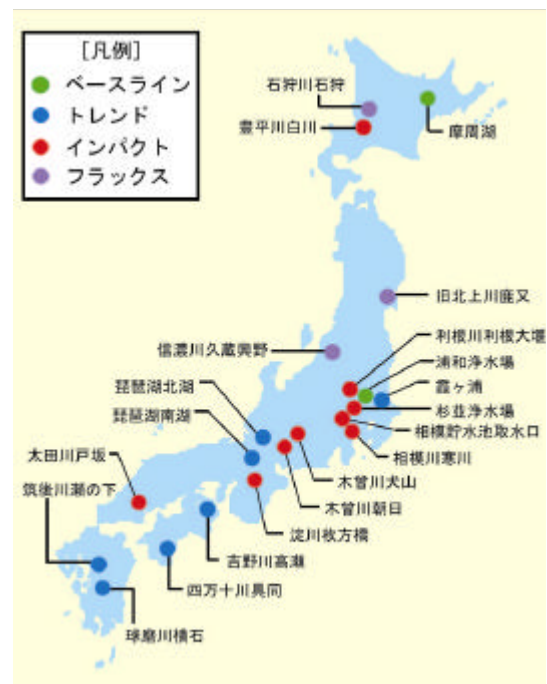 [凡例]
ベースライン
トレンド
インパクト
フラックス
石狩川石狩
豊平川白川
摩周湖
旧北上川鹿又
信濃川久蔵興野
利根川利根大堰
浦和浄水場
霞ヶ浦
杉並浄水場
相模貯水池取水口
相模川寒川
琵琶湖北湖
琵琶湖南湖
太田川戸坂
筑後川瀬の下
木曾川犬山
木曾川朝日
淀川枚方橋
吉野川高瀬
四万十川具同
球磨川横石